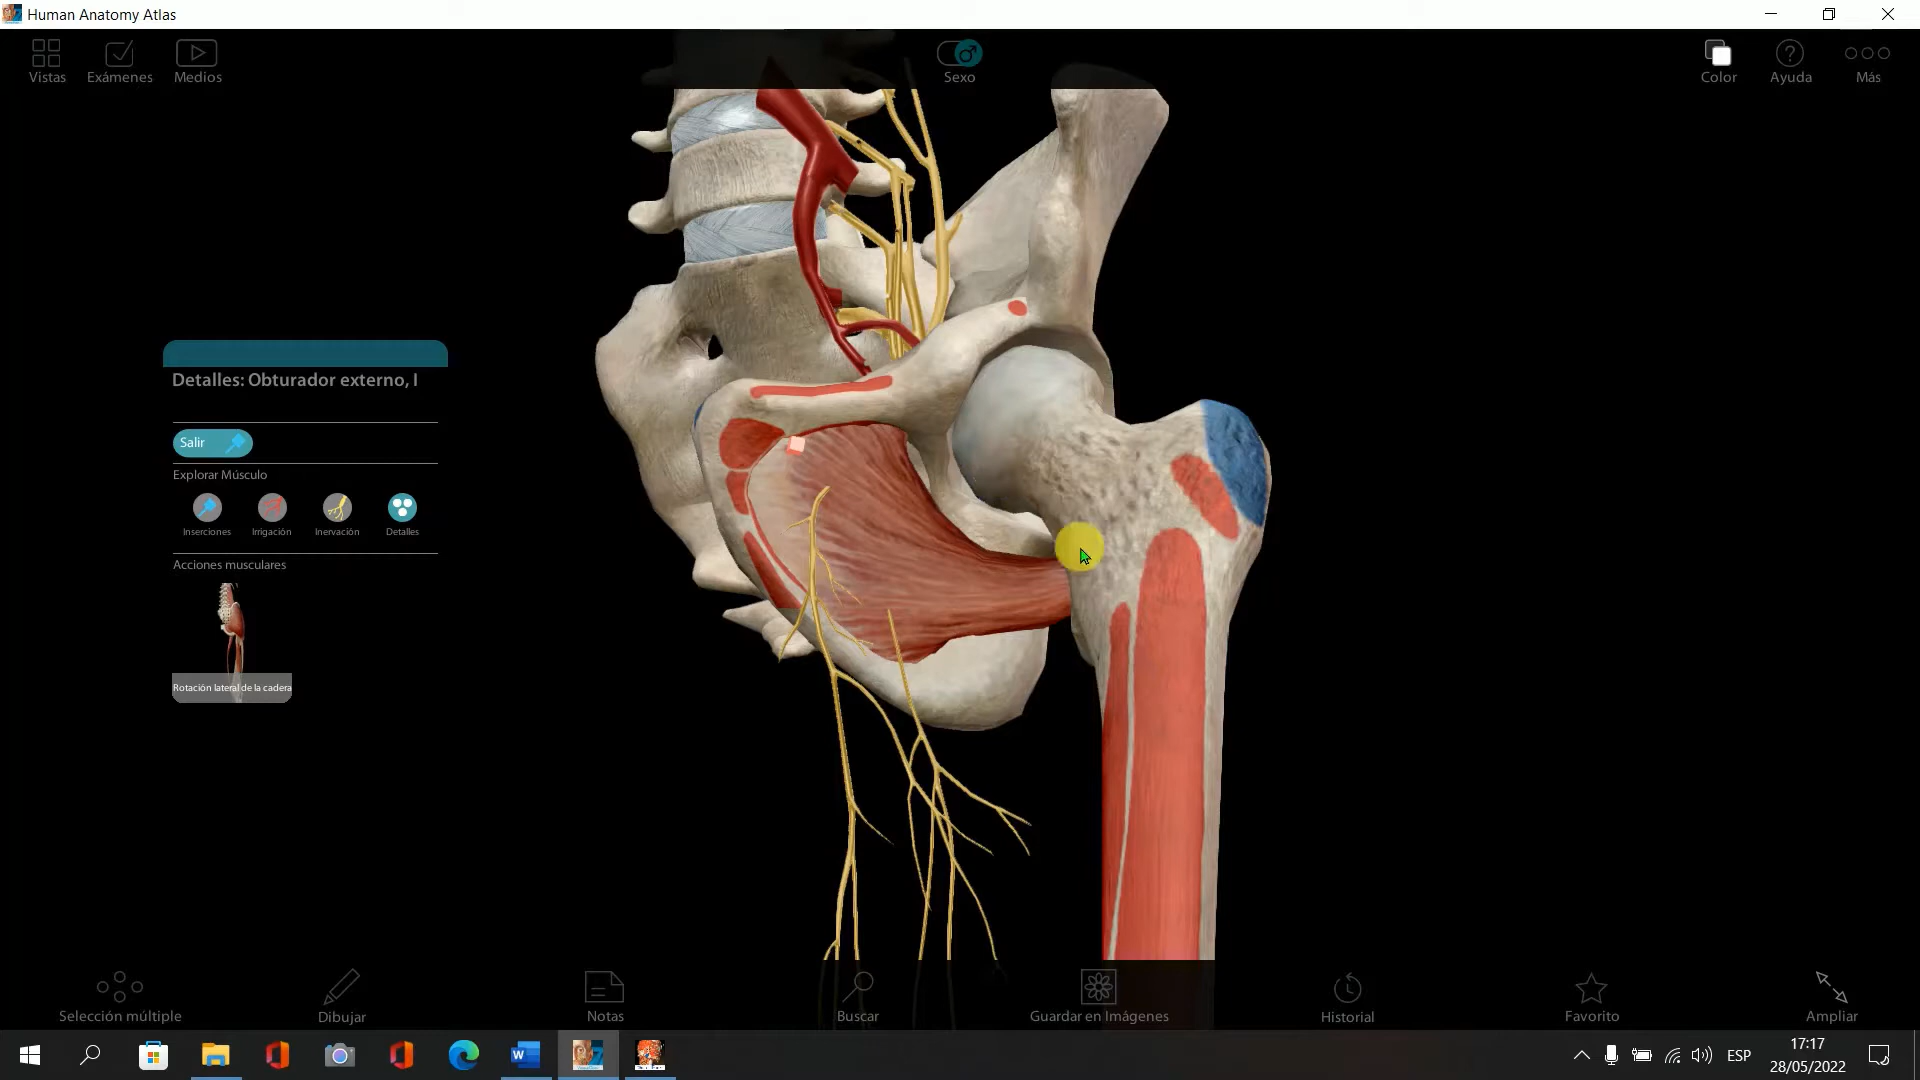 Human Anatomy Atlas
Vistas
Exámenes
Medios
Sexo
Color
Ayuda
Más
Detalles: Obturador externo, I
Salir
Explorar Músculo
Inserciones
Irrigación
Inervación
Detalles
Acciones musculares
Rotación lateral de la cadera
Selección múltiple
Dibujar
Notas
Buscar
Guardar en Imágenes
Historial
Favorito
Ampliar
ESP
17:17
28/05/2022